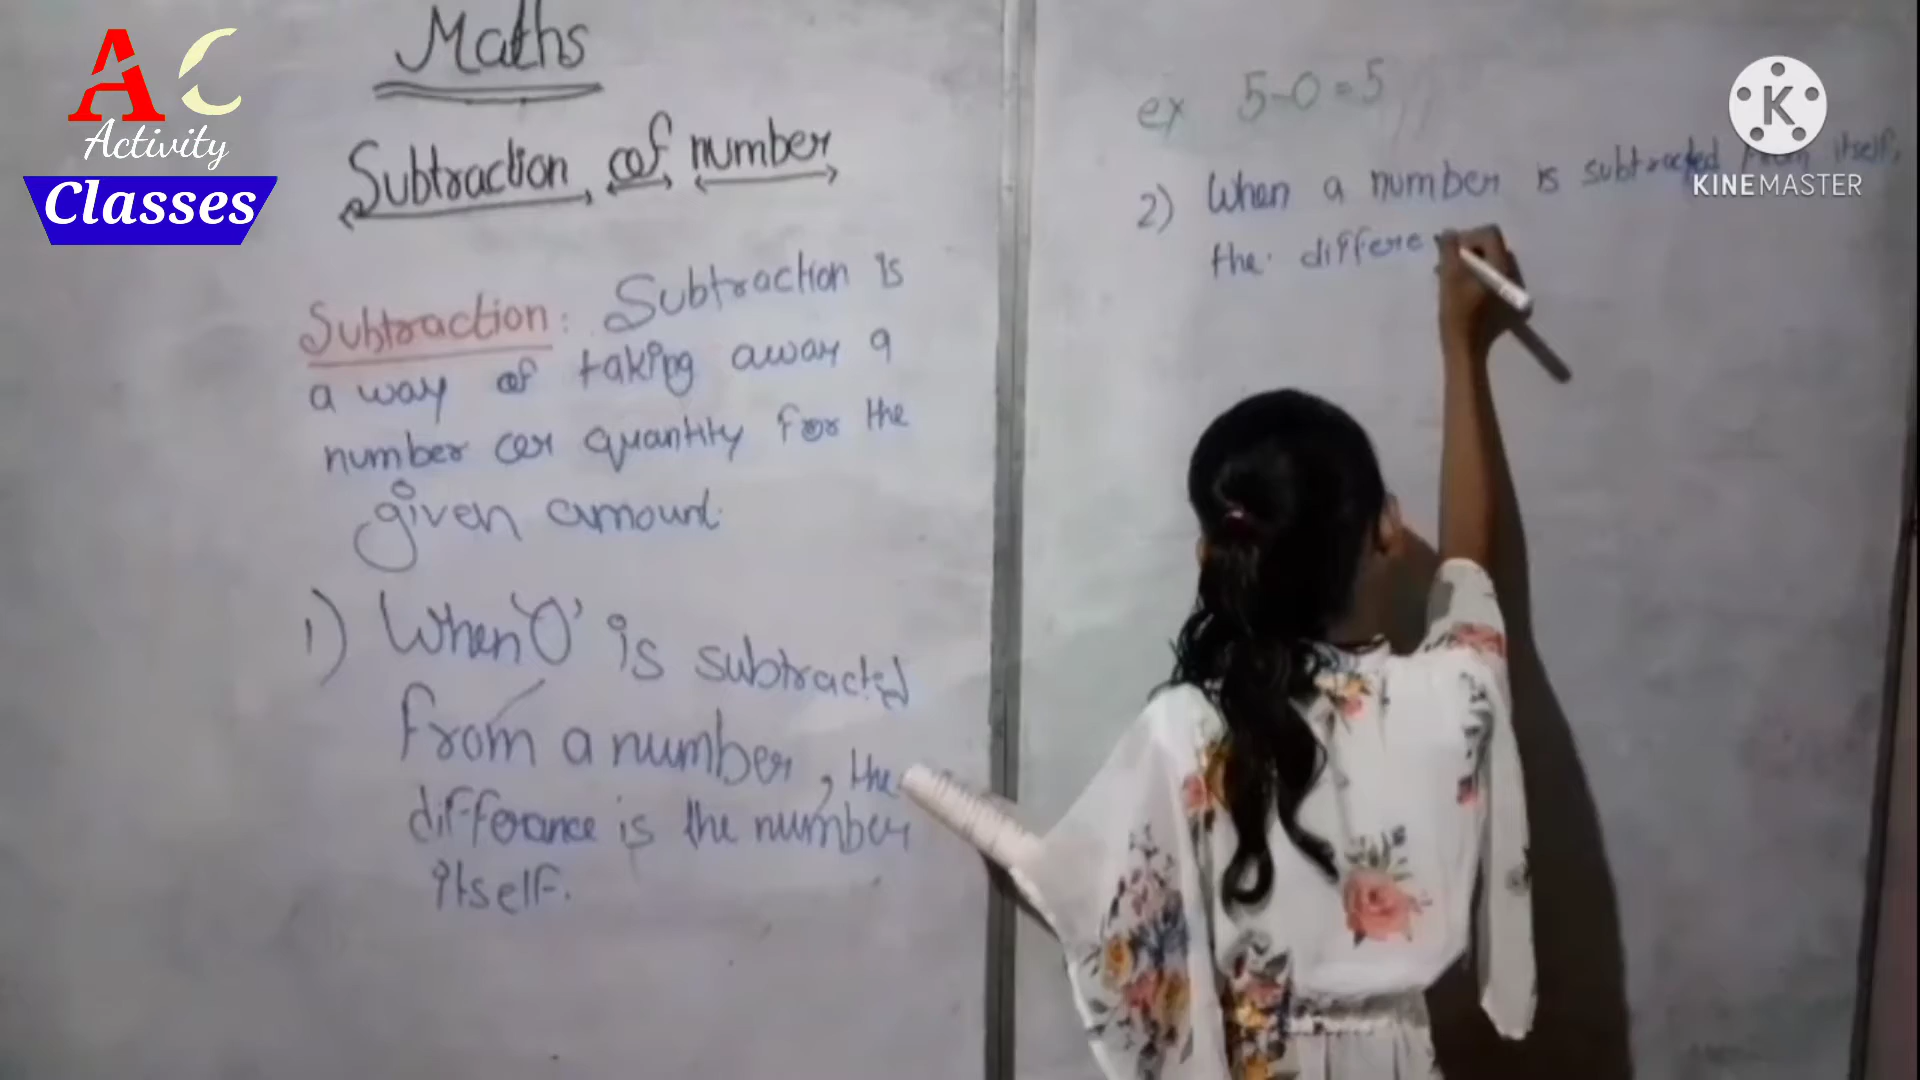 AC
Activity
Classes
Maths
Subtraction of number
Subtraction: Subtraction is
a way of taking away a
number or quantity for the
given amount.
1) When '0' is subtracted
from a number, the
differance is the number
itself.
ex 5-0=5
2) When a number is subtracted from itself,
the differe
K
KINEMASTER